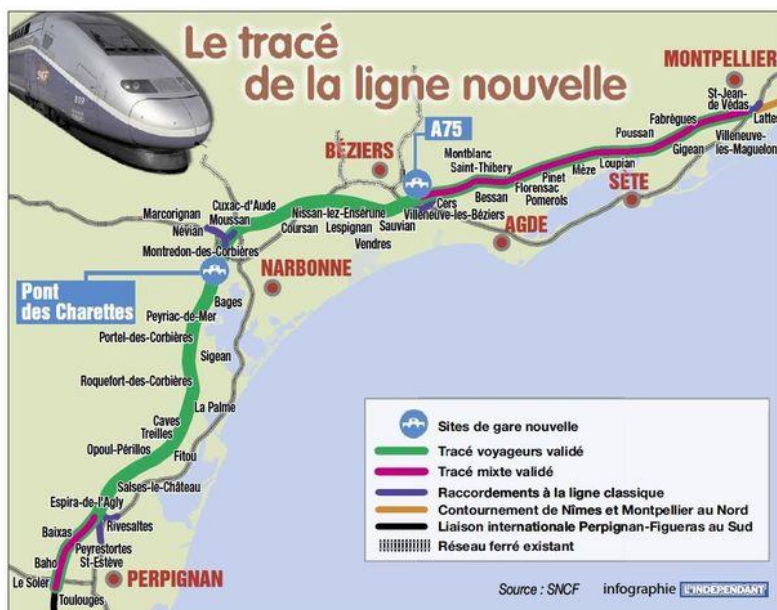 Le tracé
de la ligne nouvelle
MONTPELLIER
St-Jean-
de Védas
Lattes
Fabrègues
Villeneuve-
lès-Maguelon
Gigean
Poussan
Loupian
Mèze
SÈTE
Pinet
Pomerols
Florensac
Montblanc
Saint-Thibery
Bessan
AGDE
A75
BÉZIERS
Cers
Villeneuve-les-Béziers
Sauvian
Vendres
Lespignan
Nissan-lez-Enserune
Coursan
Cuxac-d'Aude
Moussan
Marcorignan
Névian
Montredon-des-Corbières
NARBONNE
Pont
des Charettes
Bages
Peyriac-de-Mer
Portel-des-Corbières
Sigean
Roquefort-des-Corbières
La Palme
Caves
Treilles
Opoul-Périllos
Fitou
Salses-le-Château
Espira-de-l'Agly
Rivesaltes
Baixas
Peyrestortes
St-Estève
Baho
Le Soler
PERPIGNAN
Toulouges
Sites de gare nouvelle
Tracé voyageurs validé
Tracé mixte validé
Raccordements à la ligne classique
Contournement de Nîmes et Montpellier au Nord
Liaison internationale Perpignan-Figueras au Sud
Réseau ferré existant
Source : SNCF
infographie L'INDÉPENDANT